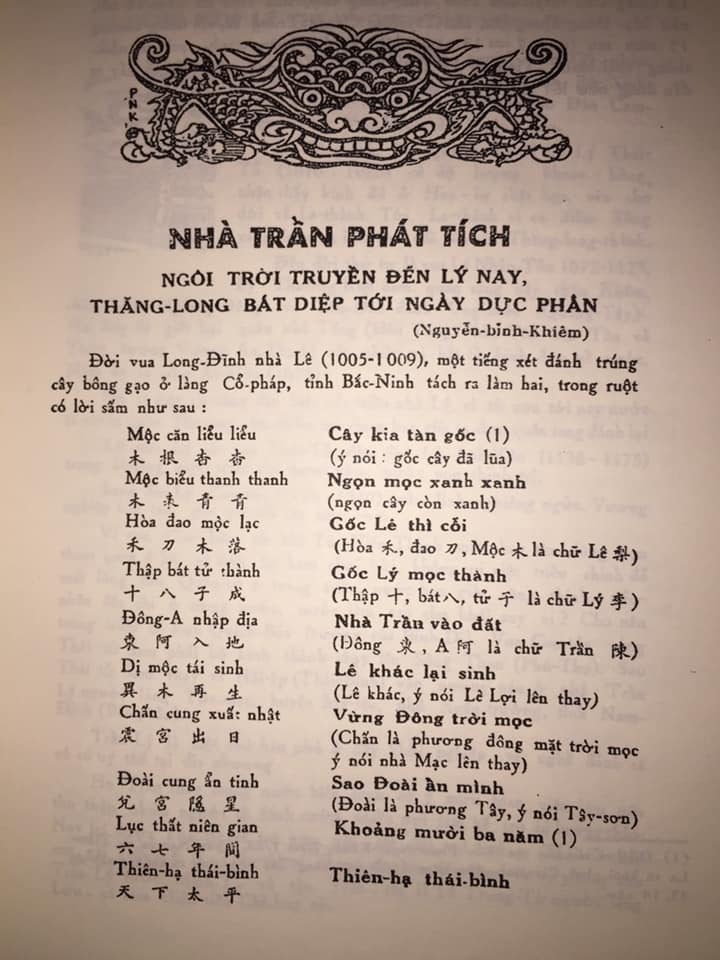 P.N.K.
NHÀ TRẦN PHÁT TÍCH
NGÔI TRỜI TRUYỀN ĐẾN LÝ NAY,
THĂNG-LONG BÁT DIỆP TỚI NGÀY DỰC PHÂN
(Nguyễn-bỉnh-Khiêm)
Đời vua Long-Đĩnh nhà Lê (1005-1009), một tiếng xét đánh trúng
cây bông gạo ở làng Cổ-pháp, tỉnh Bắc-Ninh tách ra làm hai, trong ruột
có lời sấm như sau :
Mộc căn liểu liểu Cây kia tàn gốc (1)
木 根 杳 杳 (ý nói : gốc cây đã lũa)
Mộc biểu thanh thanh Ngọn mọc xanh xanh
木 表 青 青 (ngọn cây còn xanh)
Hòa đao mộc lạc Gốc Lê thì cỗi
禾 刀 木 落 (Hòa 禾, đao 刀, Mộc 木 là chữ Lê 梨)
Thập bát tử thành Gốc Lý mọc thành
十 八 子 成 (Thập 十, bát 八, tử 子 là chữ Lý 李)
Đông-A nhập địa Nhà Trần vào đất
東 阿 入 地 (Đông 東, A 阿 là chữ Trần 陳)
Dị mộc tái sinh Lê khác lại sinh
異 木 再 生 (Lê khác, ý nói Lê Lợi lên thay)
Chấn cung xuất nhật Vừng Đông trời mọc
震 宮 出 日 (Chấn là phương đông mặt trời mọc
ý nói nhà Mạc lên thay)
Đoài cung ẩn tinh Sao Đoài ẩn mình
兌 宮 隱 星 (Đoài là phương Tây, ý nói Tây-sơn)
Lục thất niên gian Khoảng mười ba năm (1)
六 七 年 間
Thiên-hạ thái-bình Thiên-hạ thái-bình
天 下 太 平